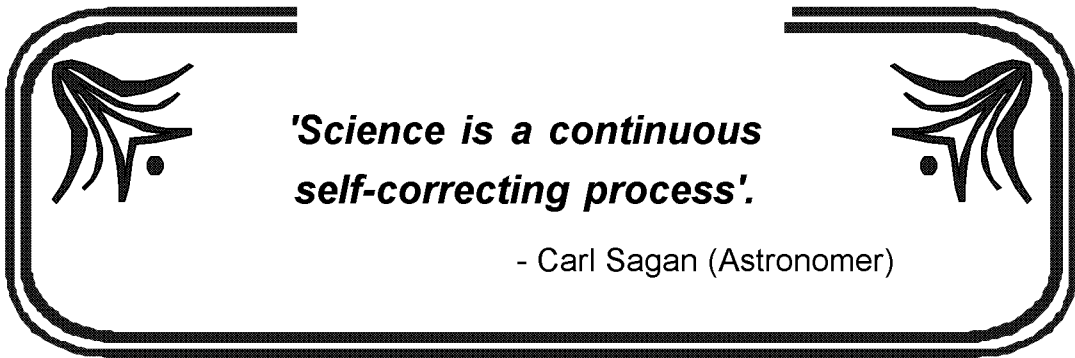 'Science is a continuous
self-correcting process'.
- Carl Sagan (Astronomer)